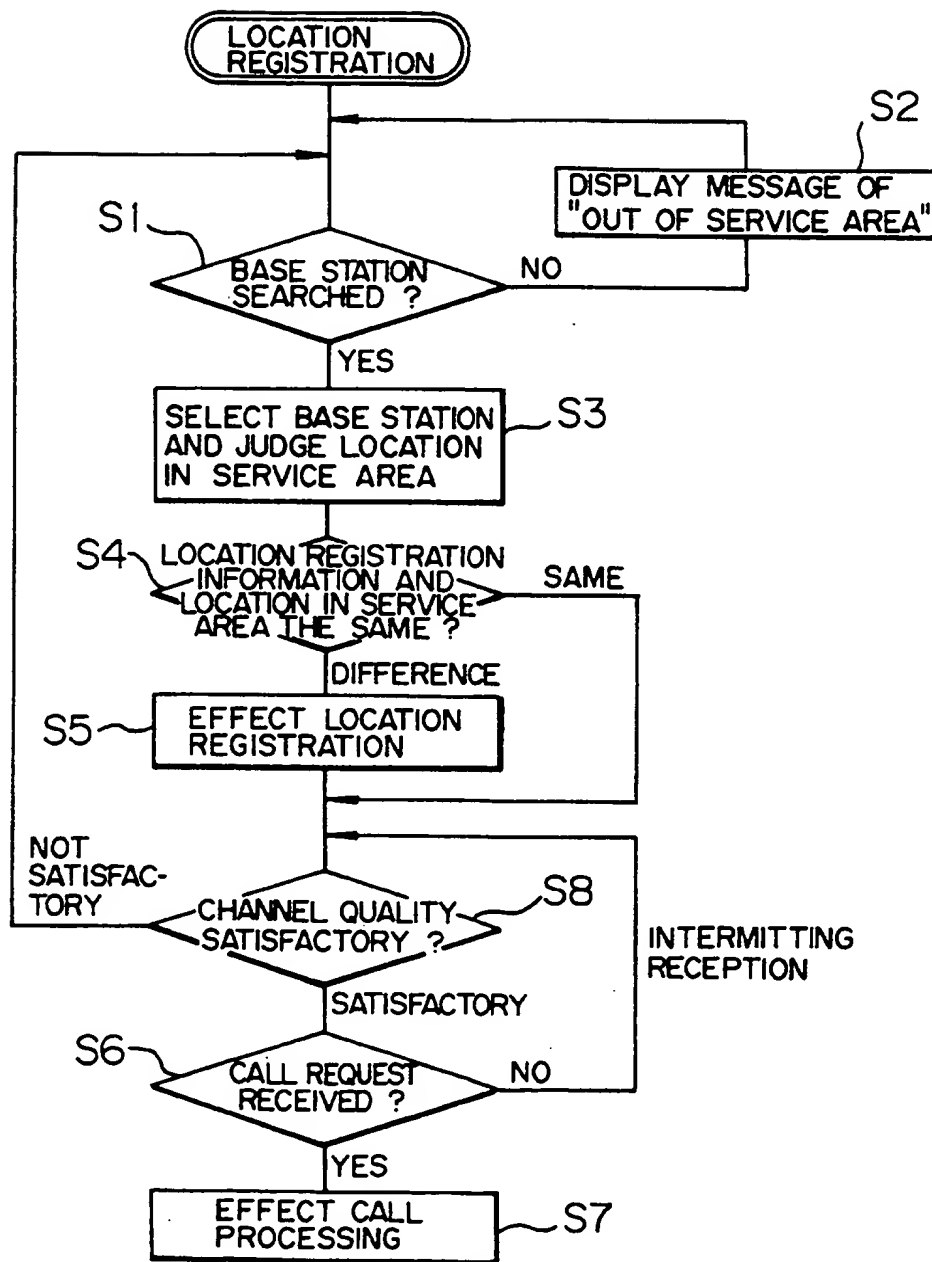 LOCATION
REGISTRATION
S2
DISPLAY MESSAGE OF
"OUT OF SERVICE AREA"
S1
BASE STATION
SEARCHED ?
NO
YES
S3
SELECT BASE STATION
AND JUDGE LOCATION
IN SERVICE AREA
S4
LOCATION REGISTRATION
INFORMATION AND
LOCATION IN SERVICE
AREA THE SAME ?
SAME
DIFFERENCE
S5
EFFECT LOCATION
REGISTRATION
NOT
SATISFAC-
TORY
S8
CHANNEL QUALITY
SATISFACTORY ?
INTERMITTING
RECEPTION
SATISFACTORY
S6
CALL REQUEST
RECEIVED ?
NO
YES
EFFECT CALL
PROCESSING
S7